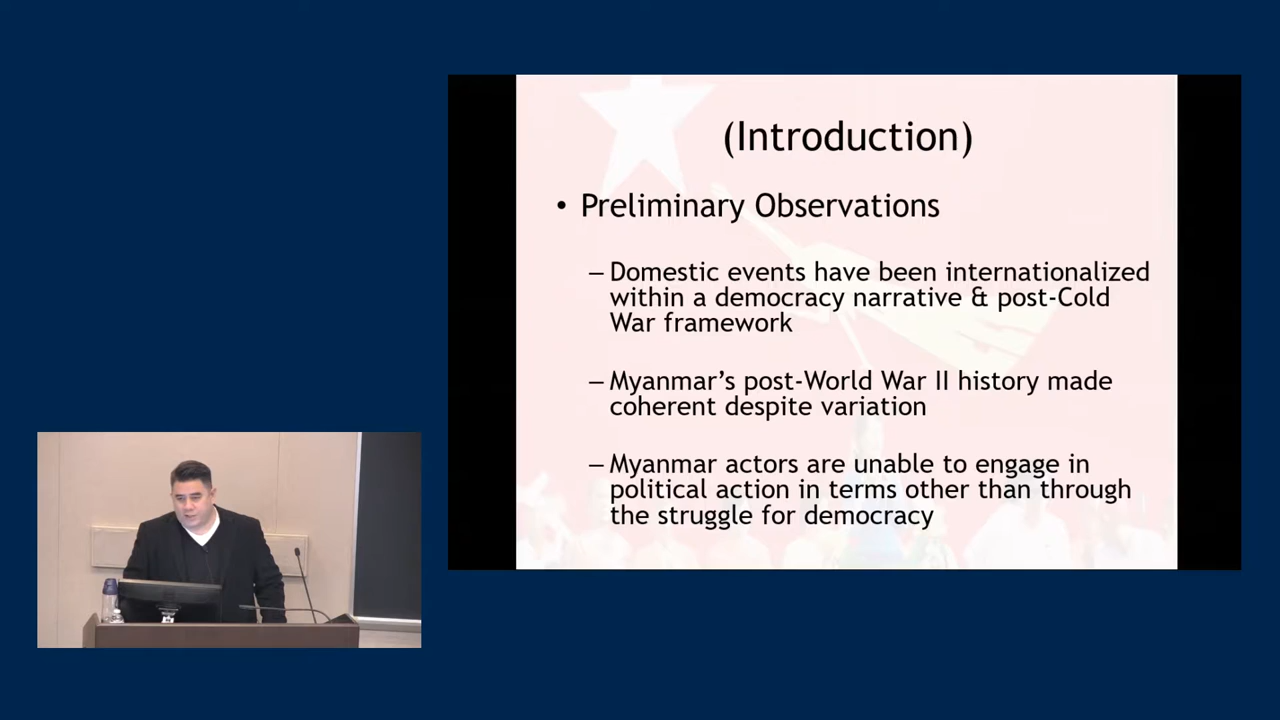 (Introduction)
• Preliminary Observations
– Domestic events have been internationalized
within a democracy narrative & post-Cold
War framework
– Myanmar’s post-World War II history made
coherent despite variation
– Myanmar actors are unable to engage in
political action in terms other than through
the struggle for democracy